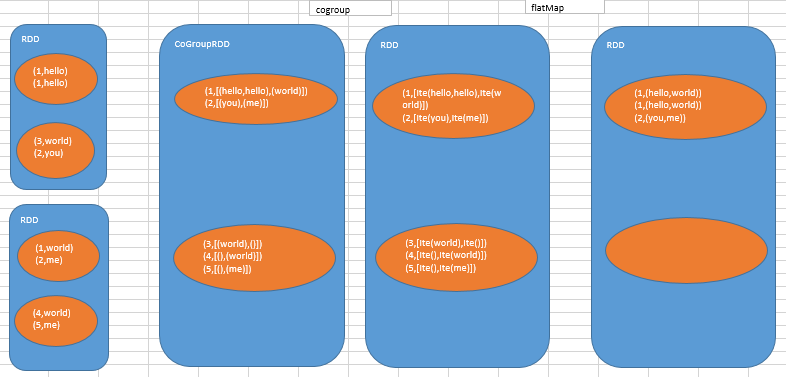 cogroup
flatMap
RDD
(1,hello)
(1,hello)
(3,world)
(2,you)
RDD
(1,world)
(2,me)
(4,world)
(5,me)
CoGroupRDD
(1,[(hello,hello),(world)])
(2,[(you),(me)])
(3,[(world),()])
(4,[(),(world)])
(5,[(),(me)])
RDD
(1,[Ite(hello,hello),Ite(w
orld)])
(2,[Ite(you),Ite(me)])
(3,[Ite(world),Ite()])
(4,[Ite(),Ite(world)])
(5,[Ite(),Ite(me)])
RDD
(1,(hello,world))
(1,(hello,world))
(2,(you,me))